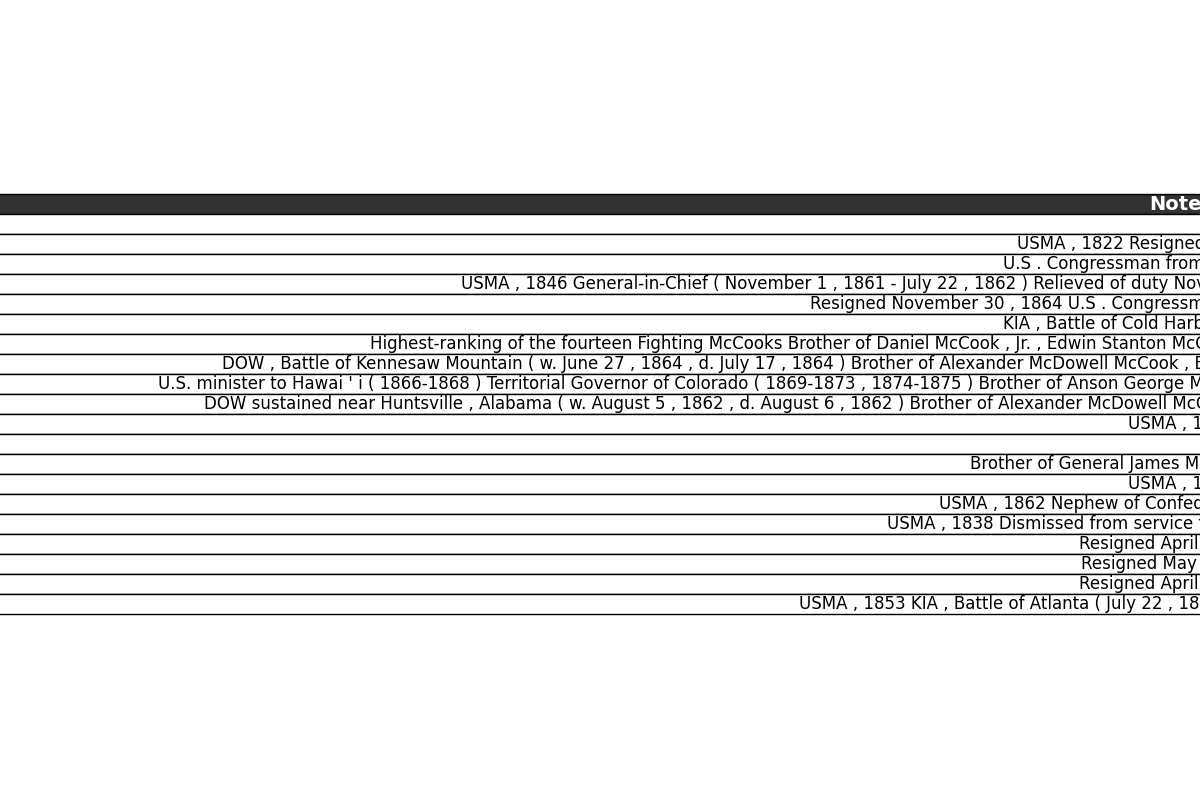 Note
USMA , 1822 Resigned
U.S . Congressman from
USMA , 1846 General-in-Chief ( November 1 , 1861 - July 22 , 1862 ) Relieved of duty Nov
Resigned November 30 , 1864 U.S . Congressm
KIA , Battle of Cold Harb
Highest-ranking of the fourteen Fighting McCooks Brother of Daniel McCook , Jr. , Edwin Stanton McC
DOW , Battle of Kennesaw Mountain ( w. June 27 , 1864 , d. July 17 , 1864 ) Brother of Alexander McDowell McCook , E
U.S. minister to Hawai ' i ( 1866-1868 ) Territorial Governor of Colorado ( 1869-1873 , 1874-1875 ) Brother of Anson George M
DOW sustained near Huntsville , Alabama ( w. August 5 , 1862 , d. August 6 , 1862 ) Brother of Alexander McDowell McC
USMA , 1
Brother of General James M
USMA , 1
USMA , 1862 Nephew of Confed
USMA , 1838 Dismissed from service
Resigned April
Resigned May
Resigned April
USMA , 1853 KIA , Battle of Atlanta ( July 22 , 18